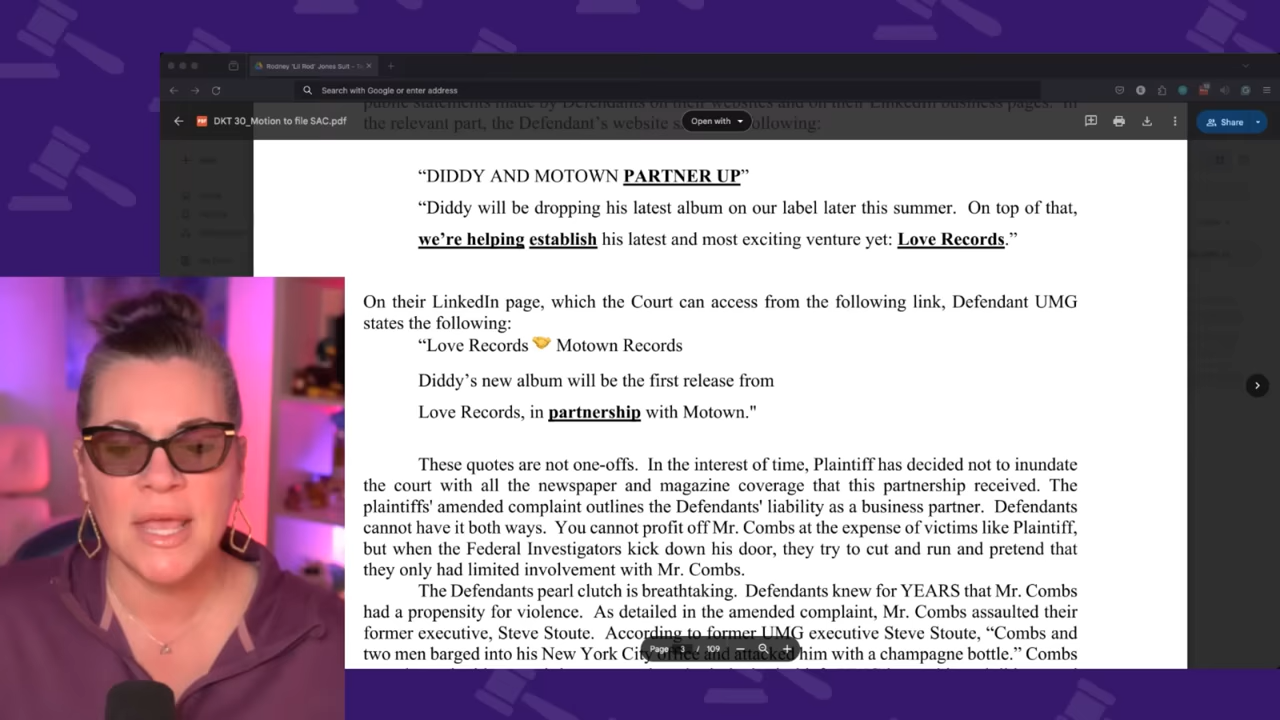 Rodney 'Lil Rod' Jones Suit -
Search with Google or enter address
public statements made by Defendants on their websites and on their LinkedIn business pages. In
DKT 30_Motion to file SAC.pdf
Open with
Share
the relevant part, the Defendant's website ollowing:
"DIDDY AND MOTOWN PARTNER UP"
"Diddy will be dropping his latest album on our label later this summer. On top of that,
we're helping establish his latest and most exciting venture yet: Love Records."
On their LinkedIn page, which the Court can access from the following link, Defendant UMG
states the following:
"Love Records 🤝 Motown Records
Diddy's new album will be the first release from
Love Records, in partnership with Motown."
These quotes are not one-offs. In the interest of time, Plaintiff has decided not to inundate
the court with all the newspaper and magazine coverage that this partnership received. The
plaintiffs' amended complaint outlines the Defendants' liability as a business partner. Defendants
cannot have it both ways. You cannot profit off Mr. Combs at the expense of victims like Plaintiff,
but when the Federal Investigators kick down his door, they try to cut and run and pretend that
they only had limited involvement with Mr. Combs.
The Defendants pearl clutch is breathtaking. Defendants knew for YEARS that Mr. Combs
had a propensity for violence. As detailed in the amended complaint, Mr. Combs assaulted their
former executive, Steve Stoute. According to former UMG executive Steve Stoute, "Combs and
two men barged into his New York City office and attacked him with a champagne bottle." Combs
Page 3 / 109